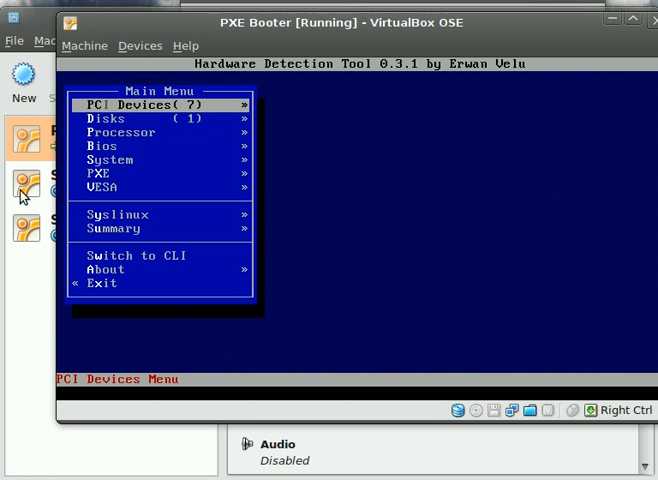 PXE Booter [Running] - VirtualBox OSE
File Mac
Machine Devices Help
Hardware Detection Tool 0.3.1 by Erwan Velu
New S
Main Menu
PCI Devices( 7) »
Disks ( 1) »
Processor »
Bios »
System »
PXE »
VESA »
Syslinux »
Summary »
Switch to CLI
About »
« Exit
PCI Devices Menu
Right Ctrl
Audio
Disabled